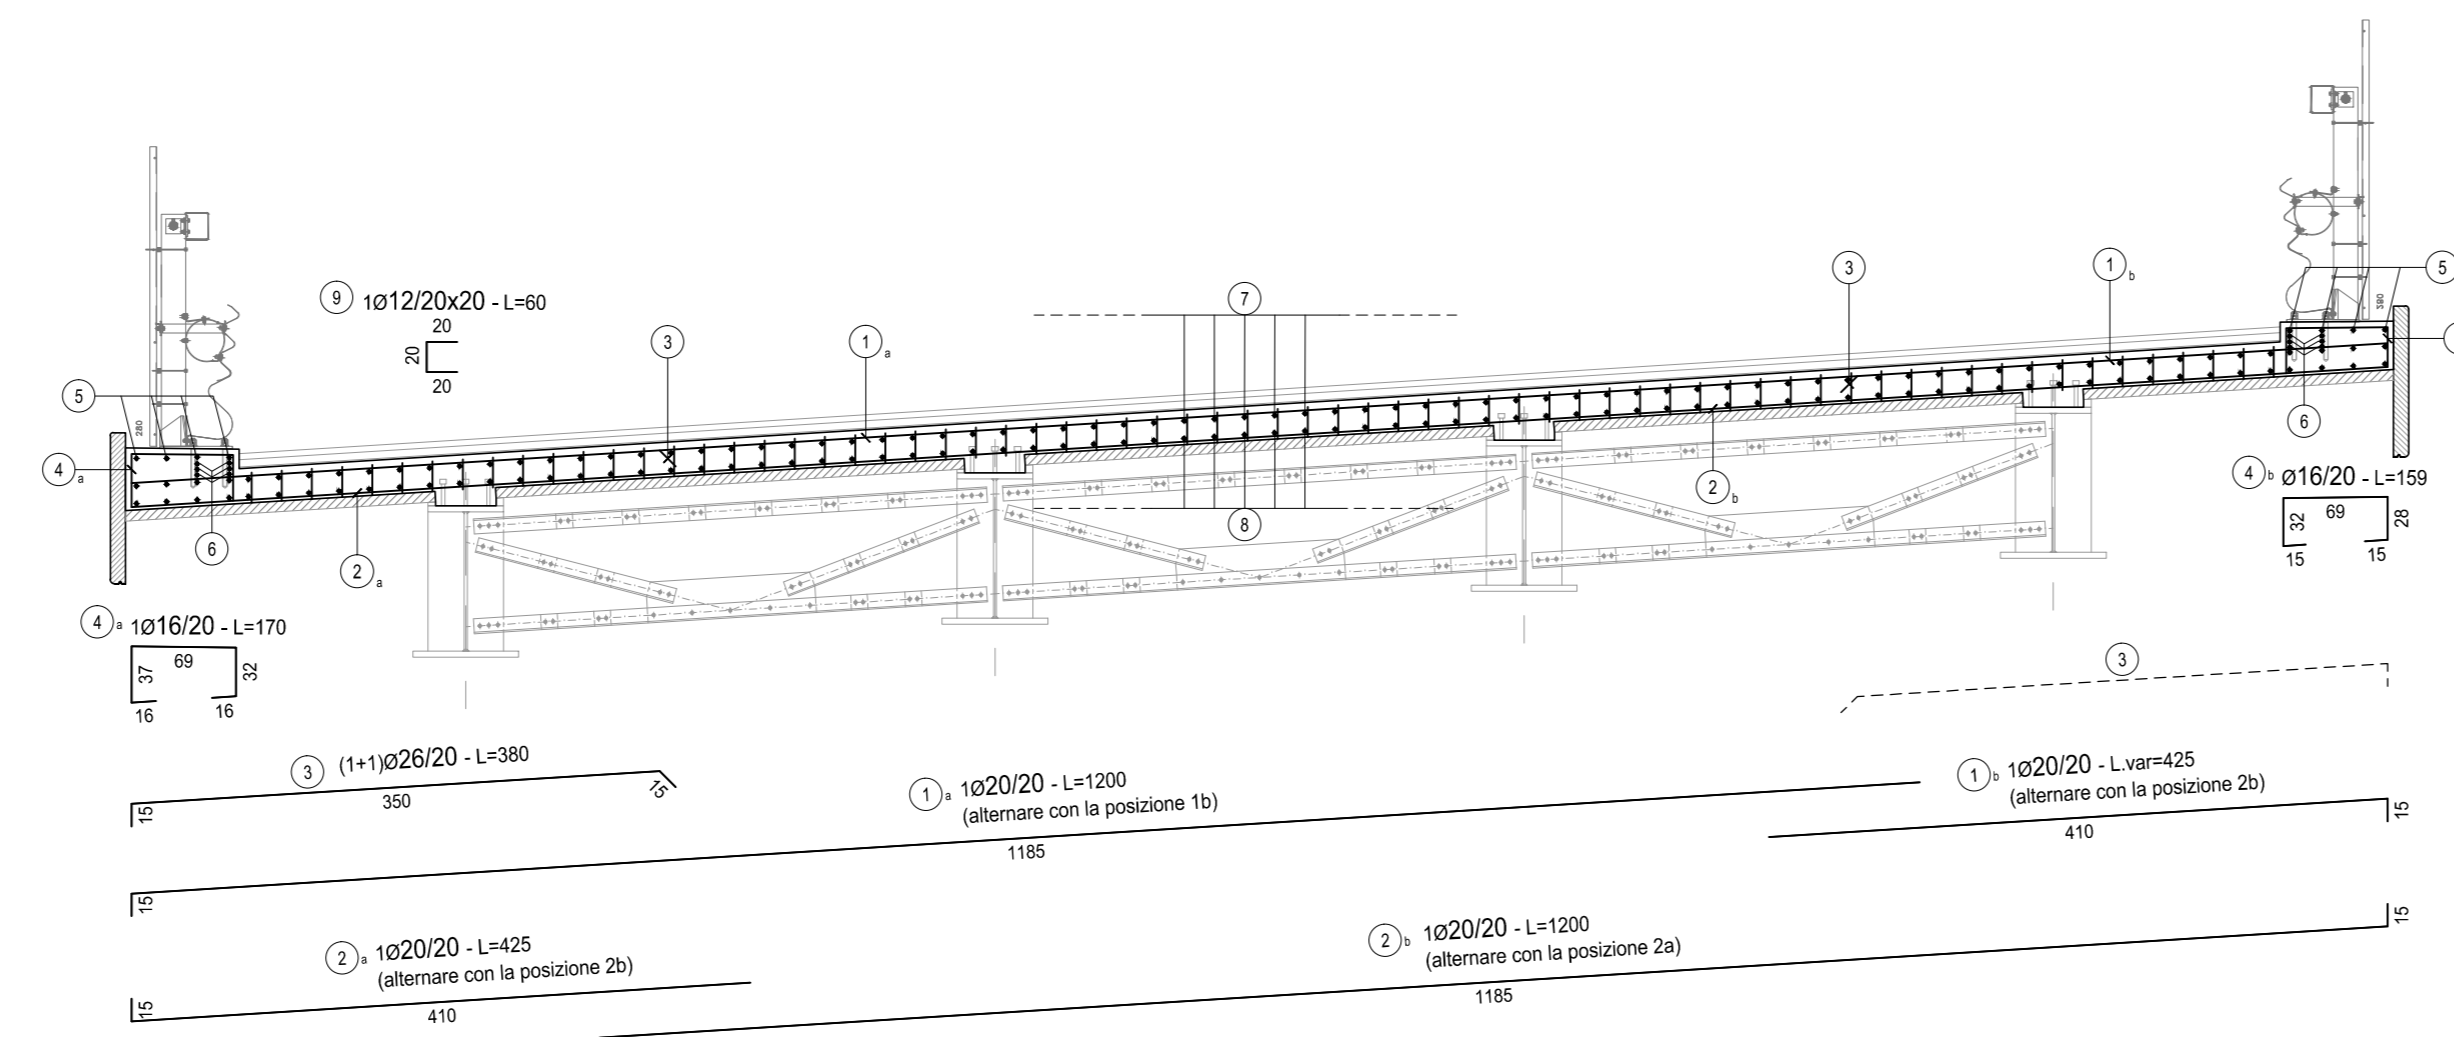 9 1Ø12/20x20 - L=60
20
20
20
3
1 a
7
3
1 b
5
280
5
280
4 a
6
2 a
8
2 b
6
4 b Ø16/20 - L=159
69
32
28
15
15
4 a 1Ø16/20 - L=170
69
37
32
16
16
3
3 (1+1)Ø26/20 - L=380
350
15
15
1 a 1Ø20/20 - L=1200
(alternare con la posizione 1b)
1185
15
1 b 1Ø20/20 - L.var=425
(alternare con la posizione 2b)
410
15
2 a 1Ø20/20 - L=425
(alternare con la posizione 2b)
410
15
2 b 1Ø20/20 - L=1200
(alternare con la posizione 2a)
1185
15